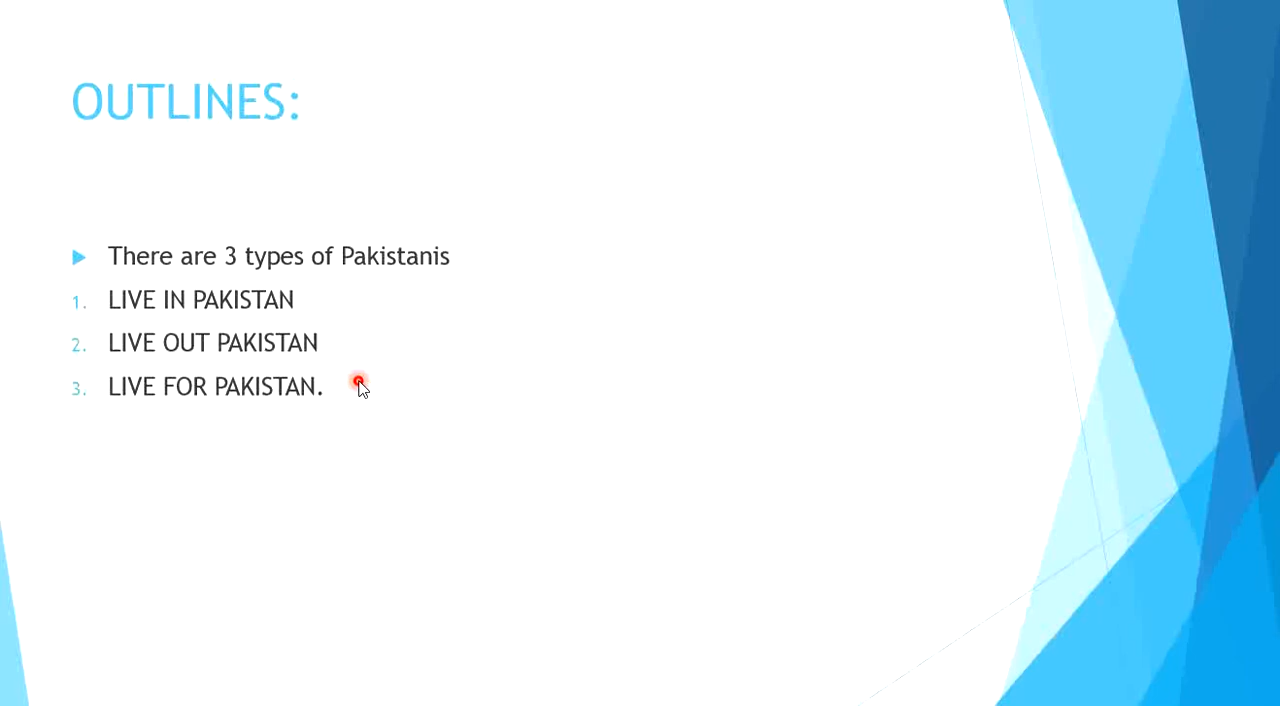 OUTLINES:
There are 3 types of Pakistanis
1. LIVE IN PAKISTAN
2. LIVE OUT PAKISTAN
3. LIVE FOR PAKISTAN.